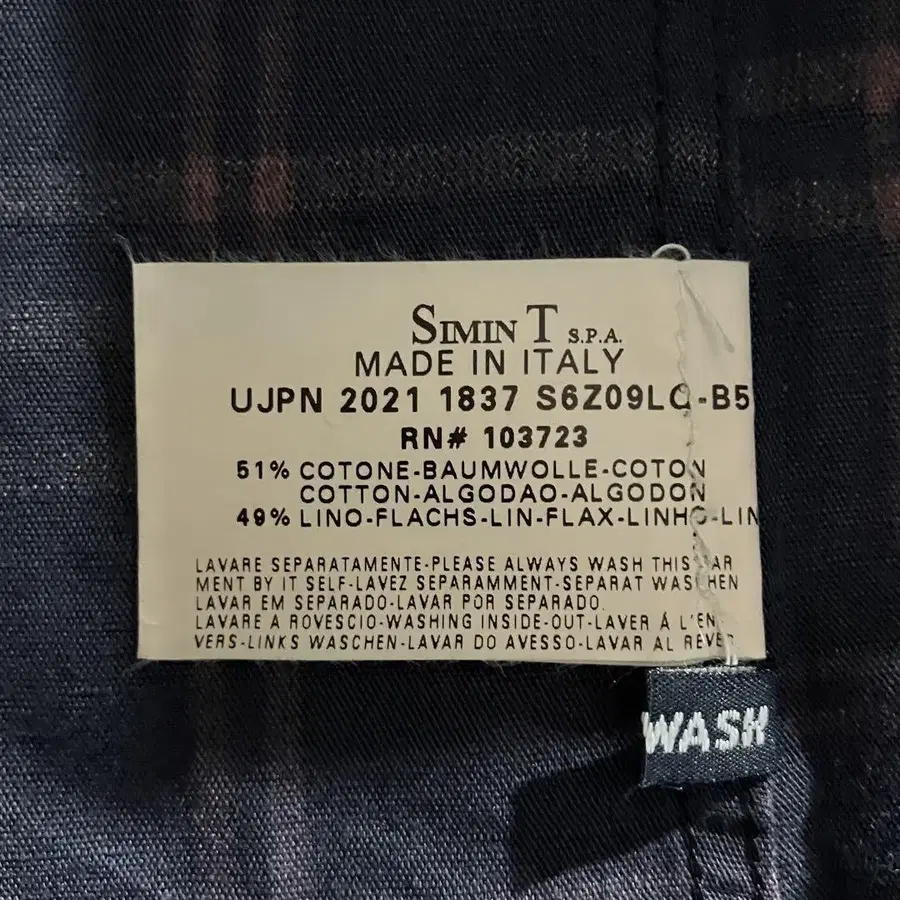 SIMIN T S.P.A.
MADE IN ITALY
UJPN 2021 1837 S6Z09LQ-B5
RN# 103723
51% COTONE-BAUMWOLLE-COTON
COTTON-ALGODAO-ALGODON
49% LINO-FLACHS-LIN-FLAX-LINHO-LIN
LAVARE SEPARATAMENTE-PLEASE ALWAYS WASH THIS GAR
MENT BY IT SELF-LAVEZ SEPARAMMENT-SEPARAT WASCHEN
LAVAR EM SEPARADO-LAVAR POR SEPARADO.
LAVARE A ROVESCIO-WASHING INSIDE-OUT-LAVER Á L'EN
VERS-LINKS WASCHEN-LAVAR DO AVESSO-LAVAR AL REVES
WASH